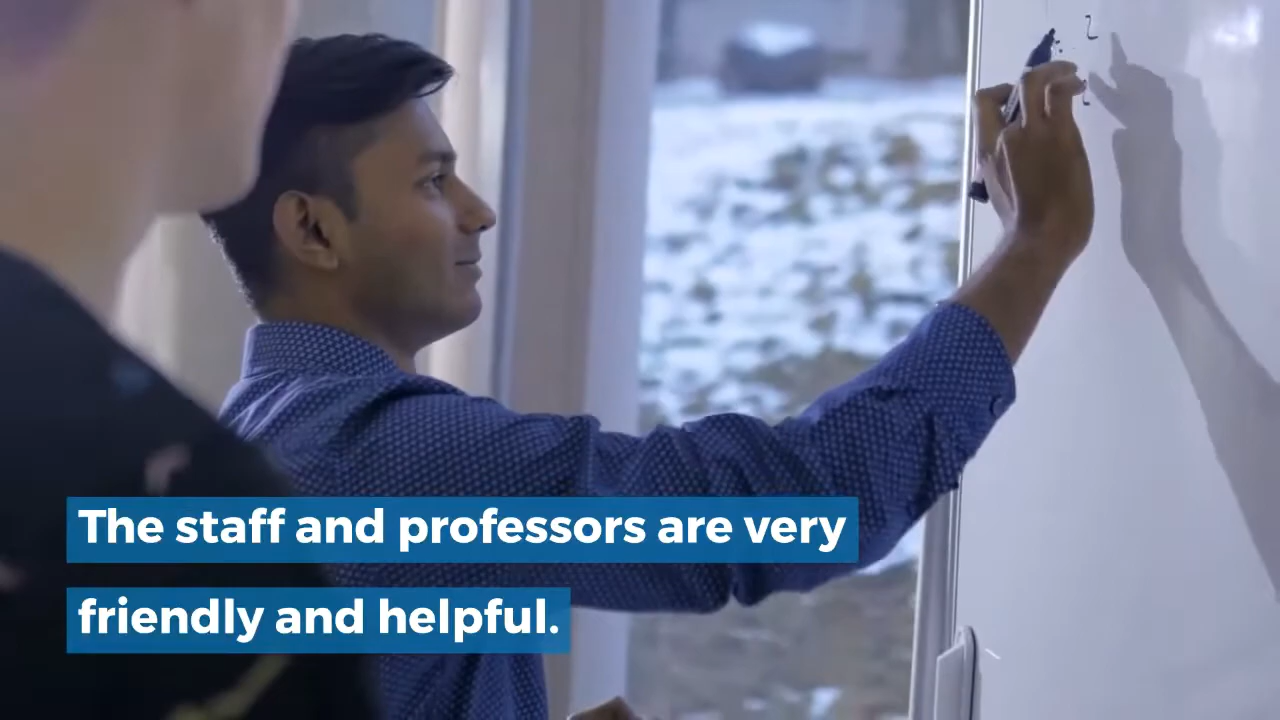 The staff and professors are very
friendly and helpful.